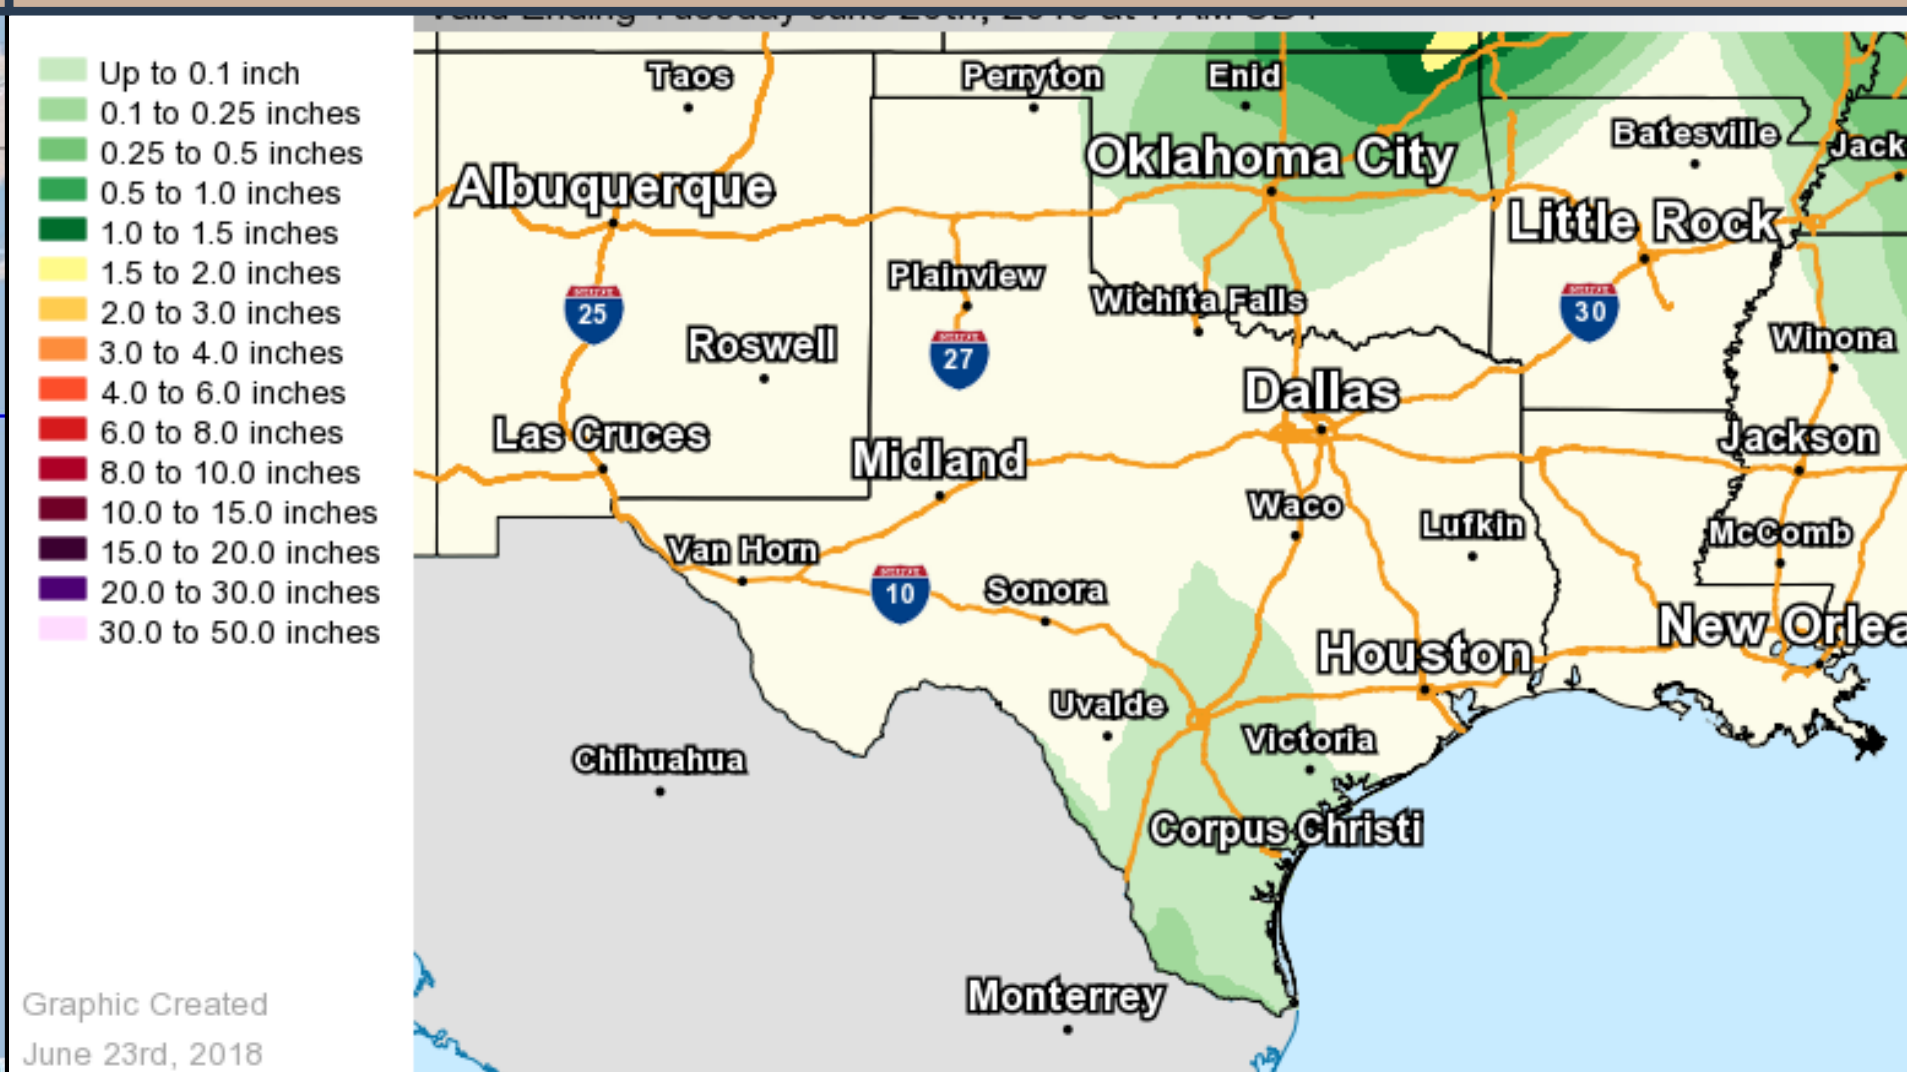 Up to 0.1 inch
0.1 to 0.25 inches
0.25 to 0.5 inches
0.5 to 1.0 inches
1.0 to 1.5 inches
1.5 to 2.0 inches
2.0 to 3.0 inches
3.0 to 4.0 inches
4.0 to 6.0 inches
6.0 to 8.0 inches
8.0 to 10.0 inches
10.0 to 15.0 inches
15.0 to 20.0 inches
20.0 to 30.0 inches
30.0 to 50.0 inches
Graphic Created
June 23rd, 2018
Taos
Perryton
Enid
Batesville
Jack
Oklahoma City
Albuquerque
Little Rock
Plainview
Wichita Falls
25
30
Roswell
27
Winona
Dallas
Las Cruces
Midland
Jackson
Waco
Lufkin
McComb
Van Horn
10
Sonora
New Orlea
Houston
Uvalde
Victoria
Chihuahua
Corpus Christi
Monterrey